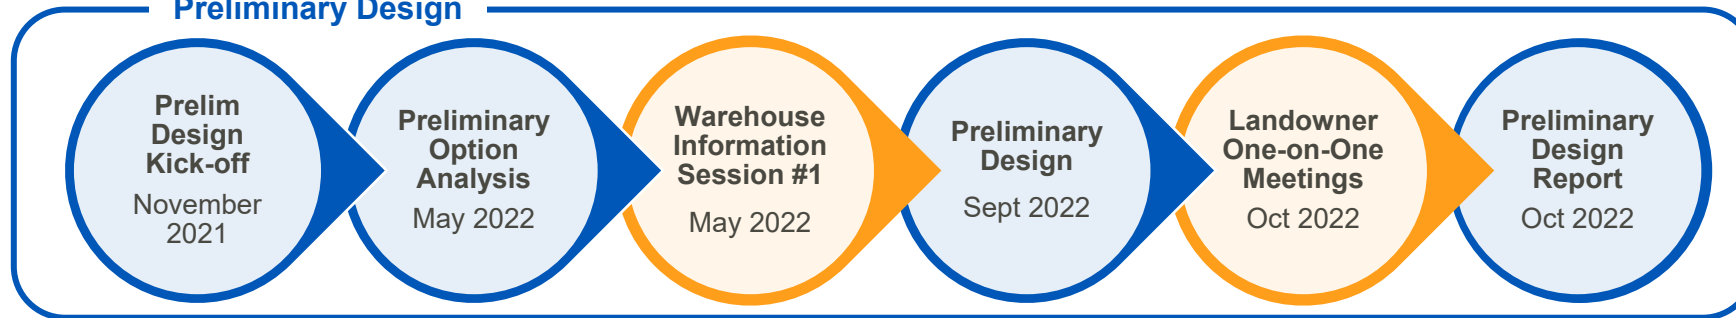 Preliminary Design
Prelim
Design
Kick-off
November
2021
Preliminary
Option
Analysis
May 2022
Warehouse
Information
Session #1
May 2022
Preliminary
Design
Sept 2022
Landowner
One-on-One
Meetings
Oct 2022
Preliminary
Design
Report
Oct 2022